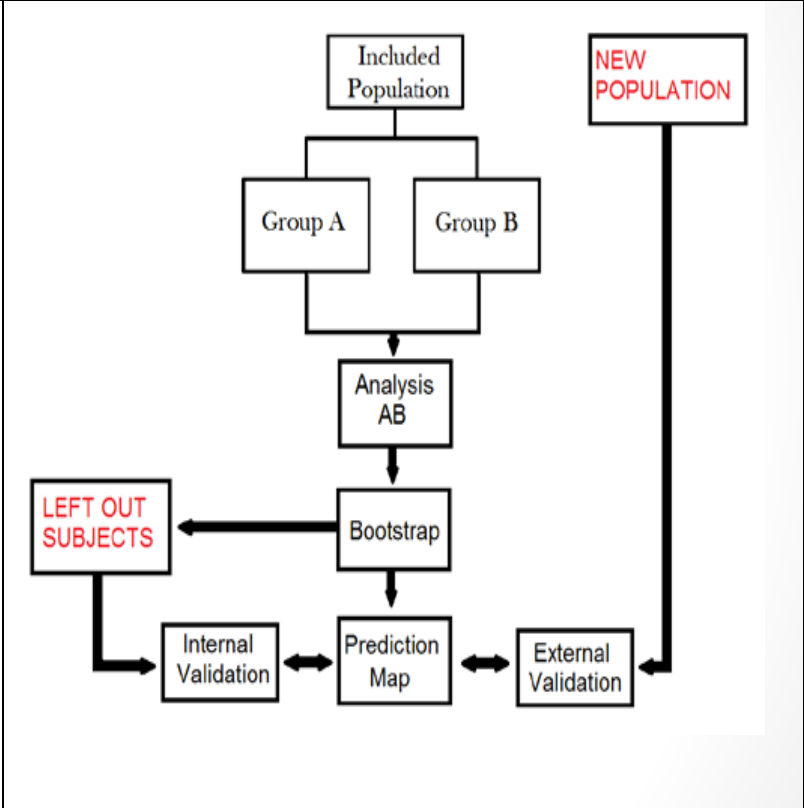 Included
Population
NEW
POPULATION
Group A
Group B
Analysis
AB
LEFT OUT
SUBJECTS
Bootstrap
Internal
Validation
Prediction
Map
External
Validation